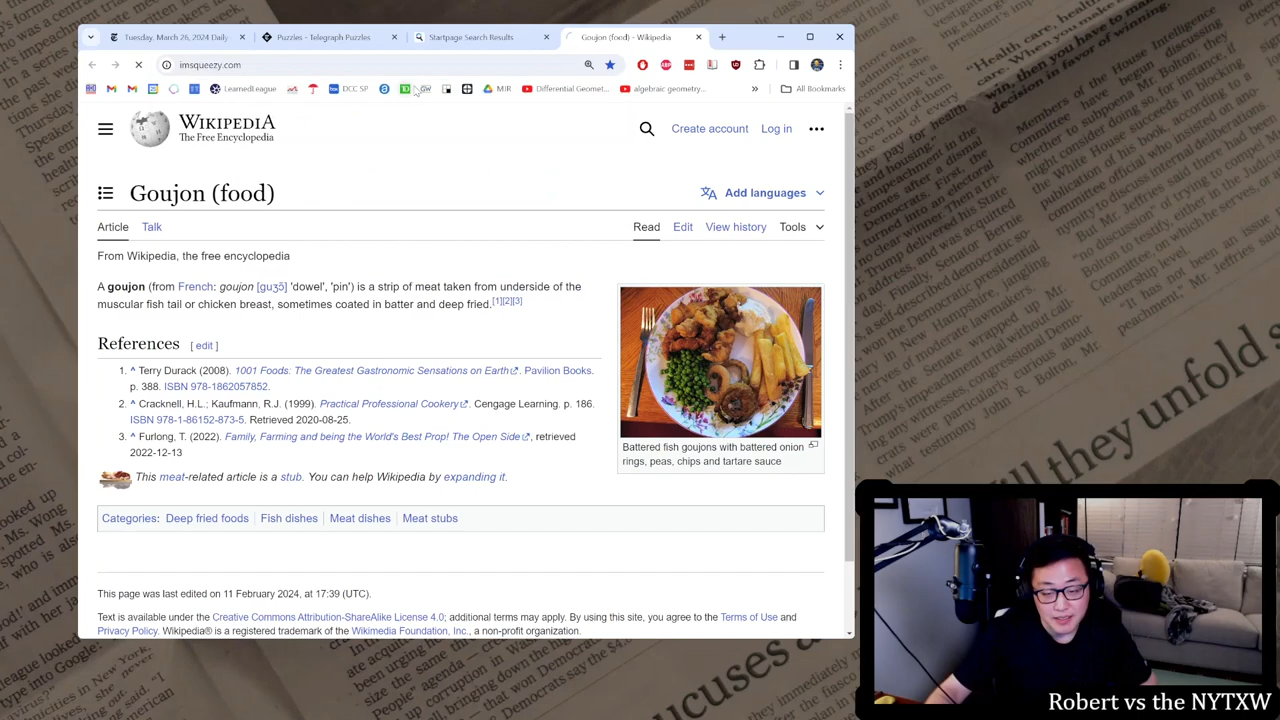 Tuesday, March 26, 2024 Daily
Puzzles - Telegraph Puzzles
Startpage Search Results
Goujon (food) - Wikipedia
imsqueezy.com
LearnedLeague
DCC SP
GW
MJR
Differential Geomet...
algebraic geometry...
All Bookmarks
WIKIPEDIA
The Free Encyclopedia
Create account
Log in
Goujon (food)
Add languages
Article
Talk
Read
Edit
View history
Tools
From Wikipedia, the free encyclopedia
A goujon (from French: goujon [ɡuʒɔ̃] 'dowel', 'pin') is a strip of meat taken from underside of the
muscular fish tail or chicken breast, sometimes coated in batter and deep fried.[1][2][3]
Battered fish goujons with battered onion
rings, peas, chips and tartare sauce
References [ edit ]
1. ^ Terry Durack (2008). 1001 Foods: The Greatest Gastronomic Sensations on Earth. Pavilion Books.
p. 388. ISBN 978-1862057852.
2. ^ Cracknell, H.L.; Kaufmann, R.J. (1999). Practical Professional Cookery. Cengage Learning. p. 186.
ISBN 978-1-86152-873-5. Retrieved 2020-08-25.
3. ^ Furlong, T. (2022). Family, Farming and being the World's Best Prop! The Open Side, retrieved
2022-12-13
This meat-related article is a stub. You can help Wikipedia by expanding it.
Categories: Deep fried foods | Fish dishes | Meat dishes | Meat stubs
This page was last edited on 11 February 2024, at 17:39 (UTC).
Text is available under the Creative Commons Attribution-ShareAlike License 4.0; additional terms may apply. By using this site, you agree to the Terms of Use and
Privacy Policy. Wikipedia® is a registered trademark of the Wikimedia Foundation, Inc., a non-profit organization.
Robert vs the NYTXW